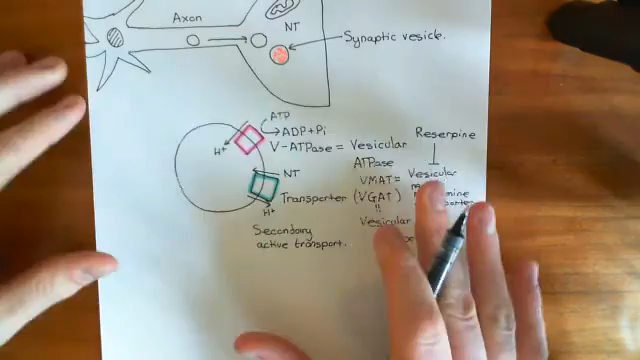 Axon
NT
Synaptic vesicle.
ATP
ADP+Pi
H+
V-ATPase = Vesicular
ATPase
Reserpine
NT
VMAT = Vesicular
Transporter (VGAT)
H+
"
Vesicular
Secondary
active transport.